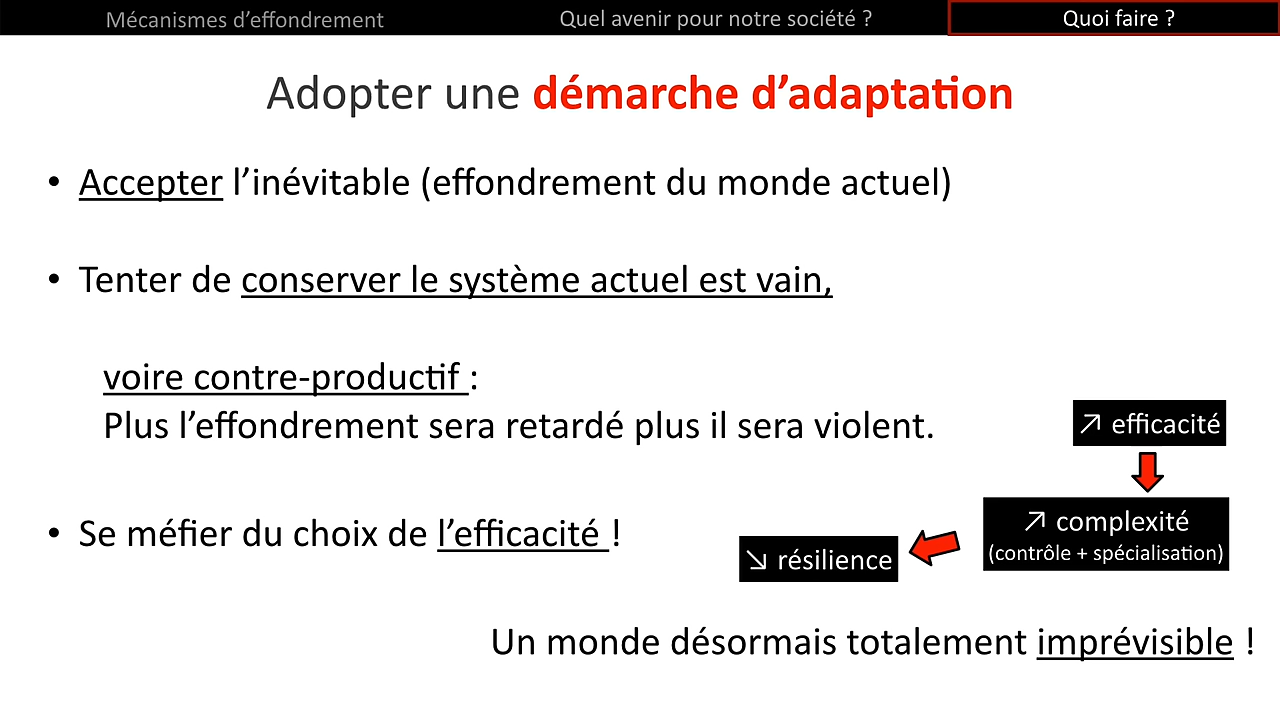 Mécanismes d’effondrement
Quel avenir pour notre société ?
Quoi faire ?
Adopter une démarche d’adaptation
• Accepter l’inévitable (effondrement du monde actuel)
• Tenter de conserver le système actuel est vain,
voire contre-productif :
Plus l’effondrement sera retardé plus il sera violent.
• Se méfier du choix de l’efficacité !
↗ efficacité
↗ complexité
(contrôle + spécialisation)
↘ résilience
Un monde désormais totalement imprévisible !